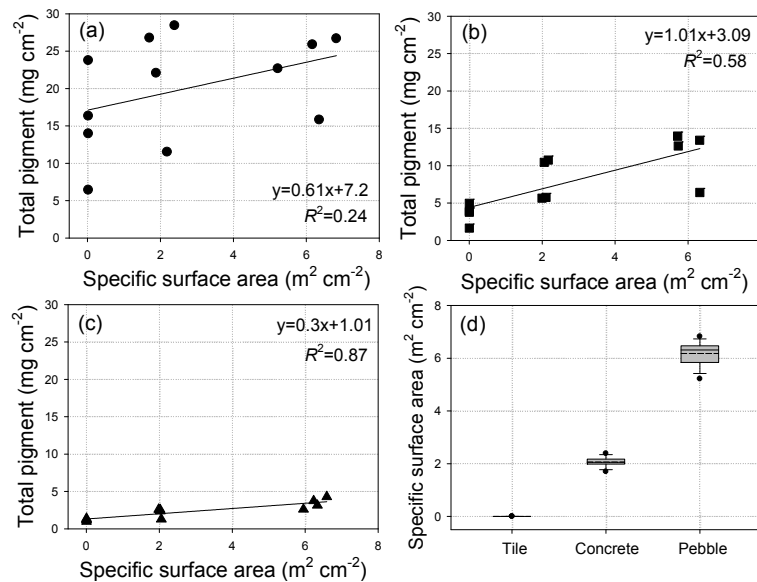 (a)
Total pigment (mg cm-2)
30
25
20
15
10
5
0
y=0.61x+7.2
R2=0.24
0 2 4 6 8
Specific surface area (m2 cm-2)
(b)
Total pigment (mg cm-2)
30
25
20
15
10
5
0
y=1.01x+3.09
R2=0.58
0 2 4 6
Specific surface area (m2 cm-2)
(c)
Total pigment (mg cm-2)
30
25
20
15
10
5
0
y=0.3x+1.01
R2=0.87
0 2 4 6 8
Specific surface area (m2 cm-2)
(d)
Specific surface area (m2 cm-2)
8
6
4
2
0
Tile Concrete Pebble